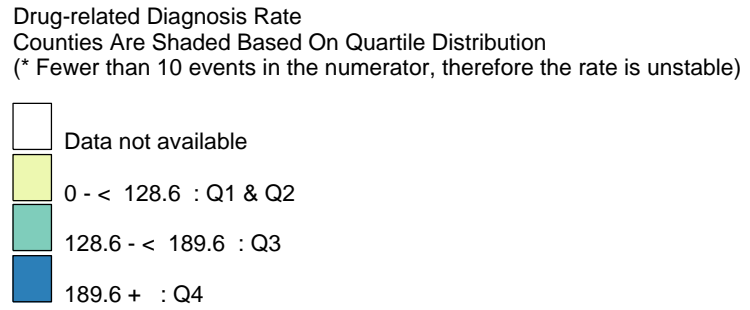 Drug-related Diagnosis Rate
Counties Are Shaded Based On Quartile Distribution
(* Fewer than 10 events in the numerator, therefore the rate is unstable)
Data not available
0 - < 128.6 : Q1 & Q2
128.6 - < 189.6 : Q3
189.6 + : Q4